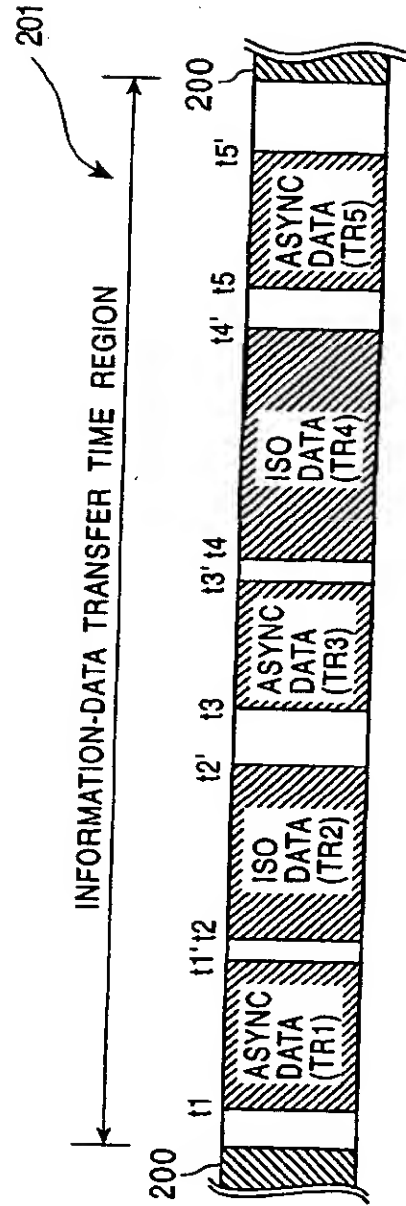 201
INFORMATION-DATA TRANSFER TIME REGION
200
t1
t1'
t2
t2'
t3
t3'
t4
t4'
t5
t5'
200
ASYNC
DATA
(TR1)
ISO
DATA
(TR2)
ASYNC
DATA
(TR3)
ISO
DATA
(TR4)
ASYNC
DATA
(TR5)